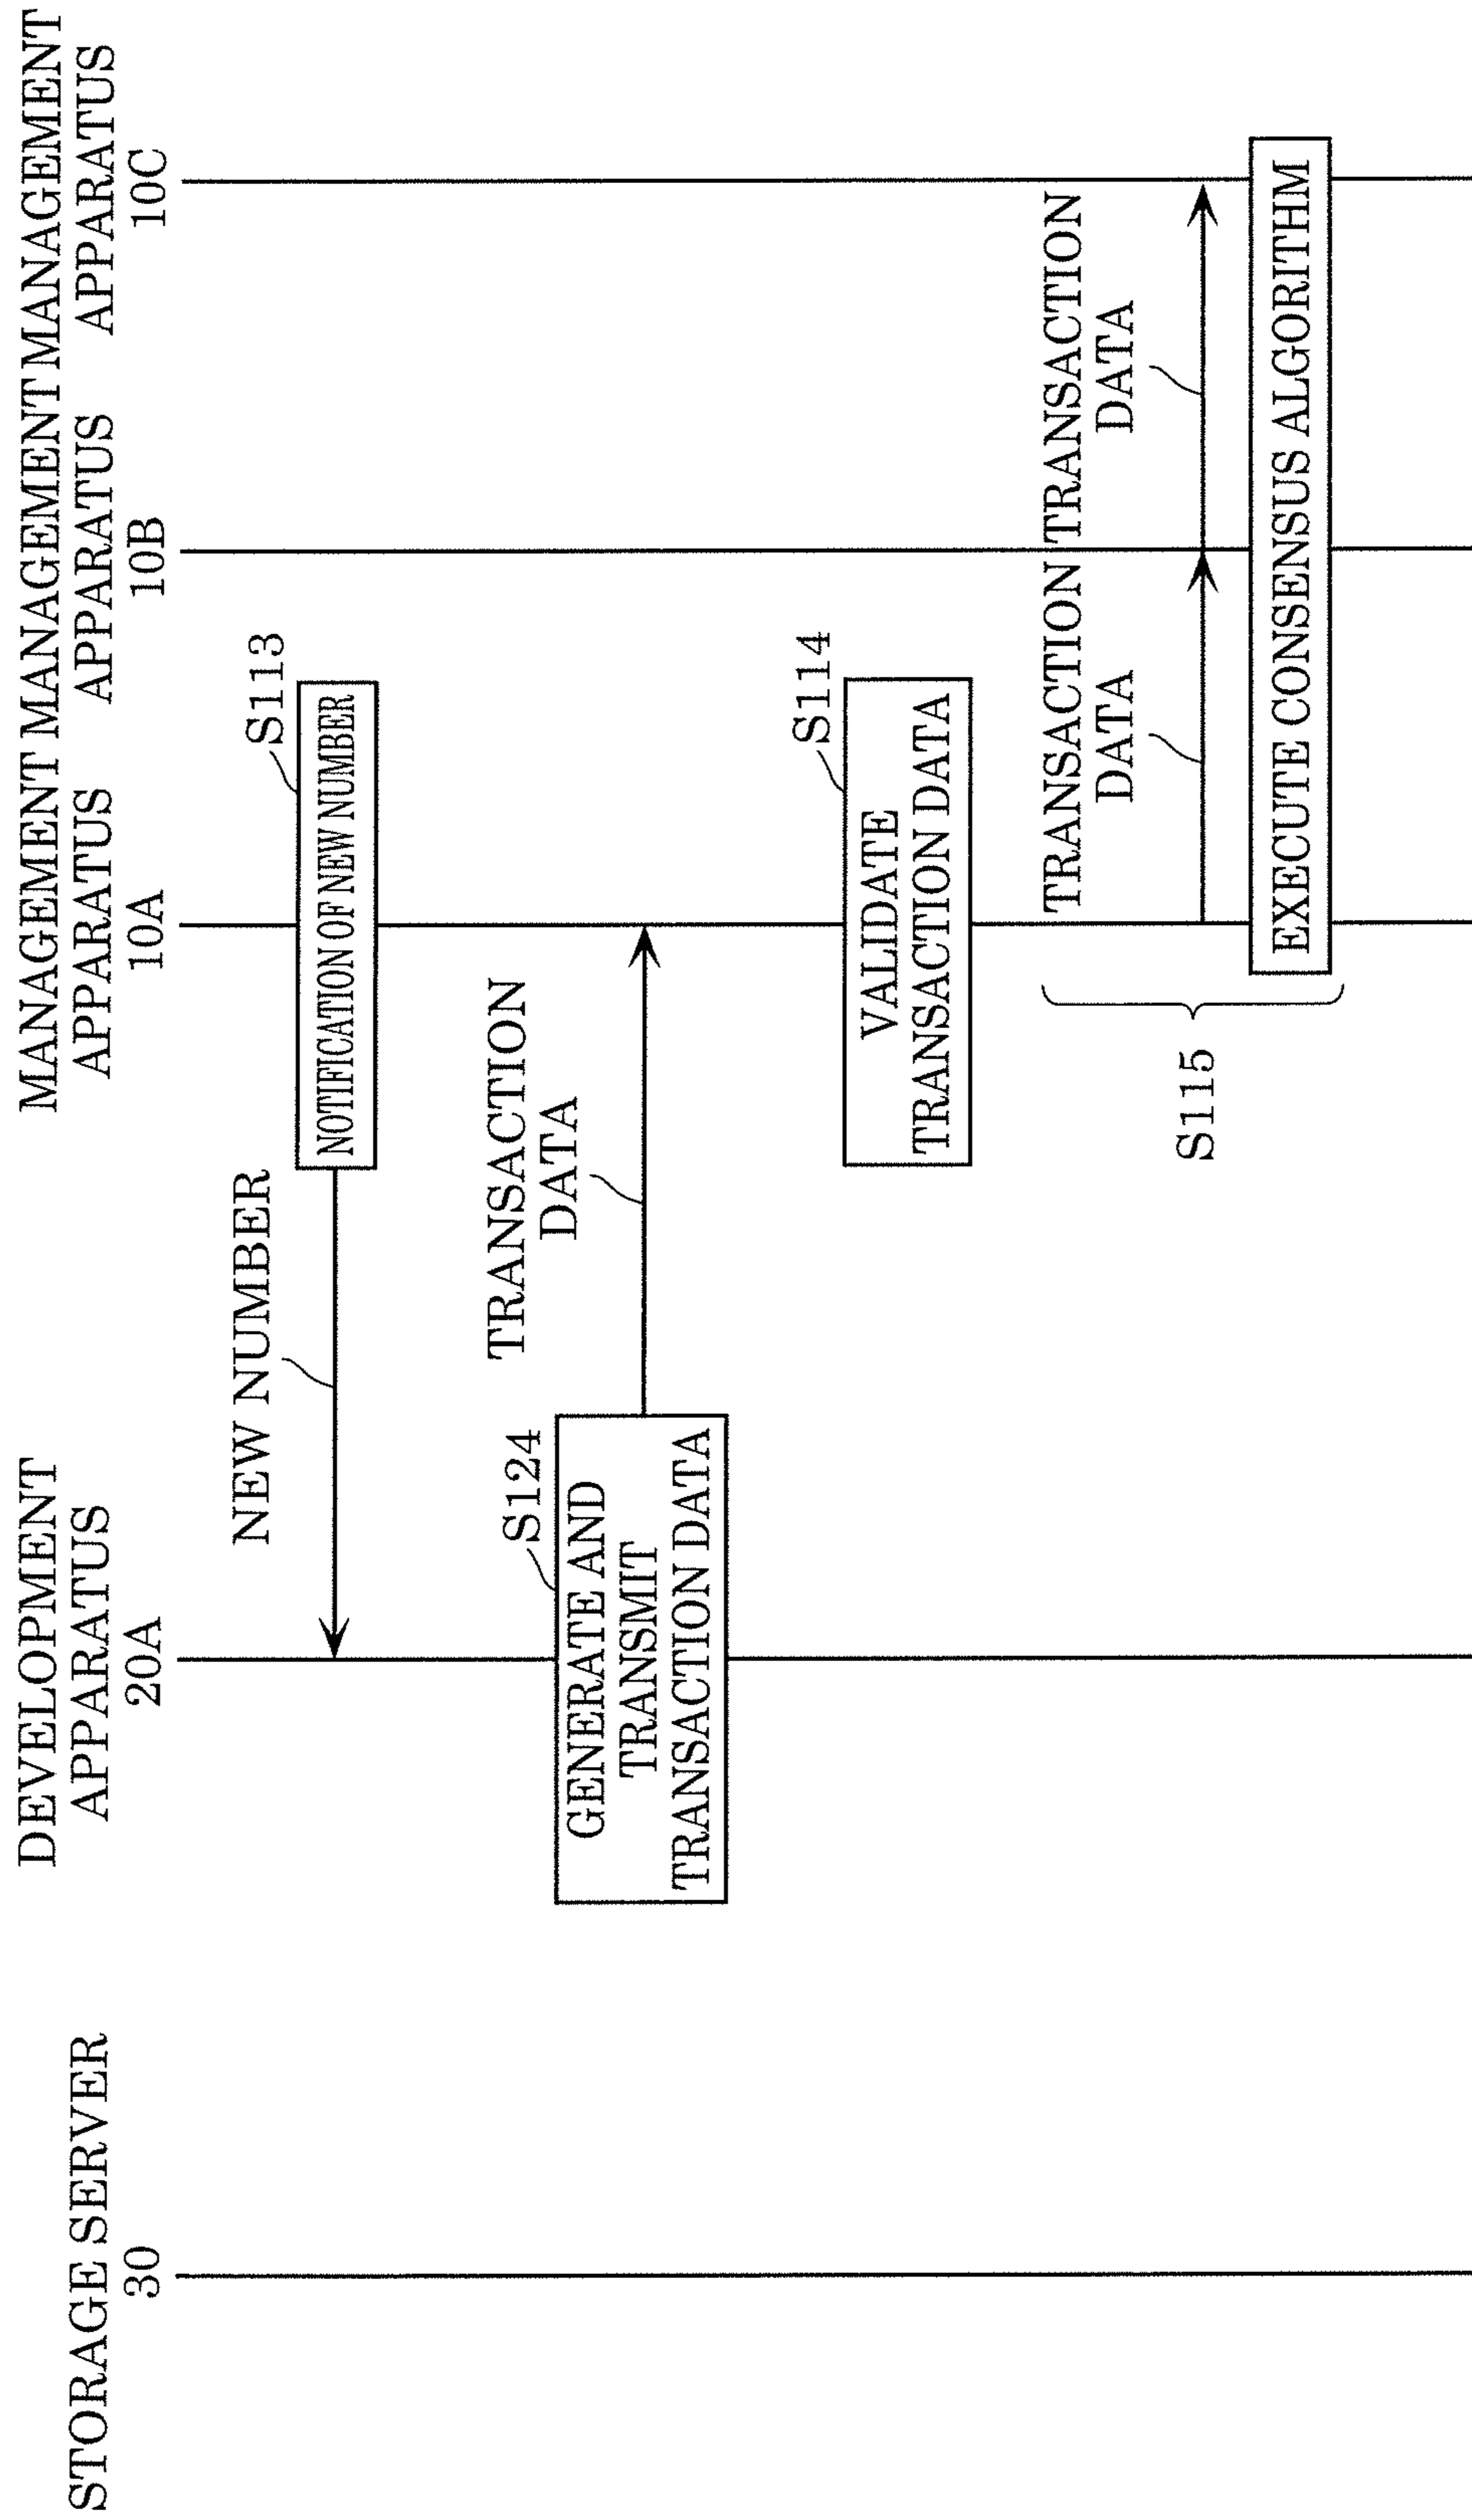 STORAGE SERVER
30
DEVELOPMENT
APPARATUS
20A
MANAGEMENT
APPARATUS
10A
MANAGEMENT
APPARATUS
10B
MANAGEMENT
APPARATUS
10C
NEW NUMBER
S113
NOTIFICATION OF NEW NUMBER
S124
GENERATE AND
TRANSMIT
TRANSACTION DATA
TRANSACTION
DATA
S114
VALIDATE
TRANSACTION DATA
S115
TRANSACTION
DATA
TRANSACTION
DATA
EXECUTE CONSENSUS ALGORITHM